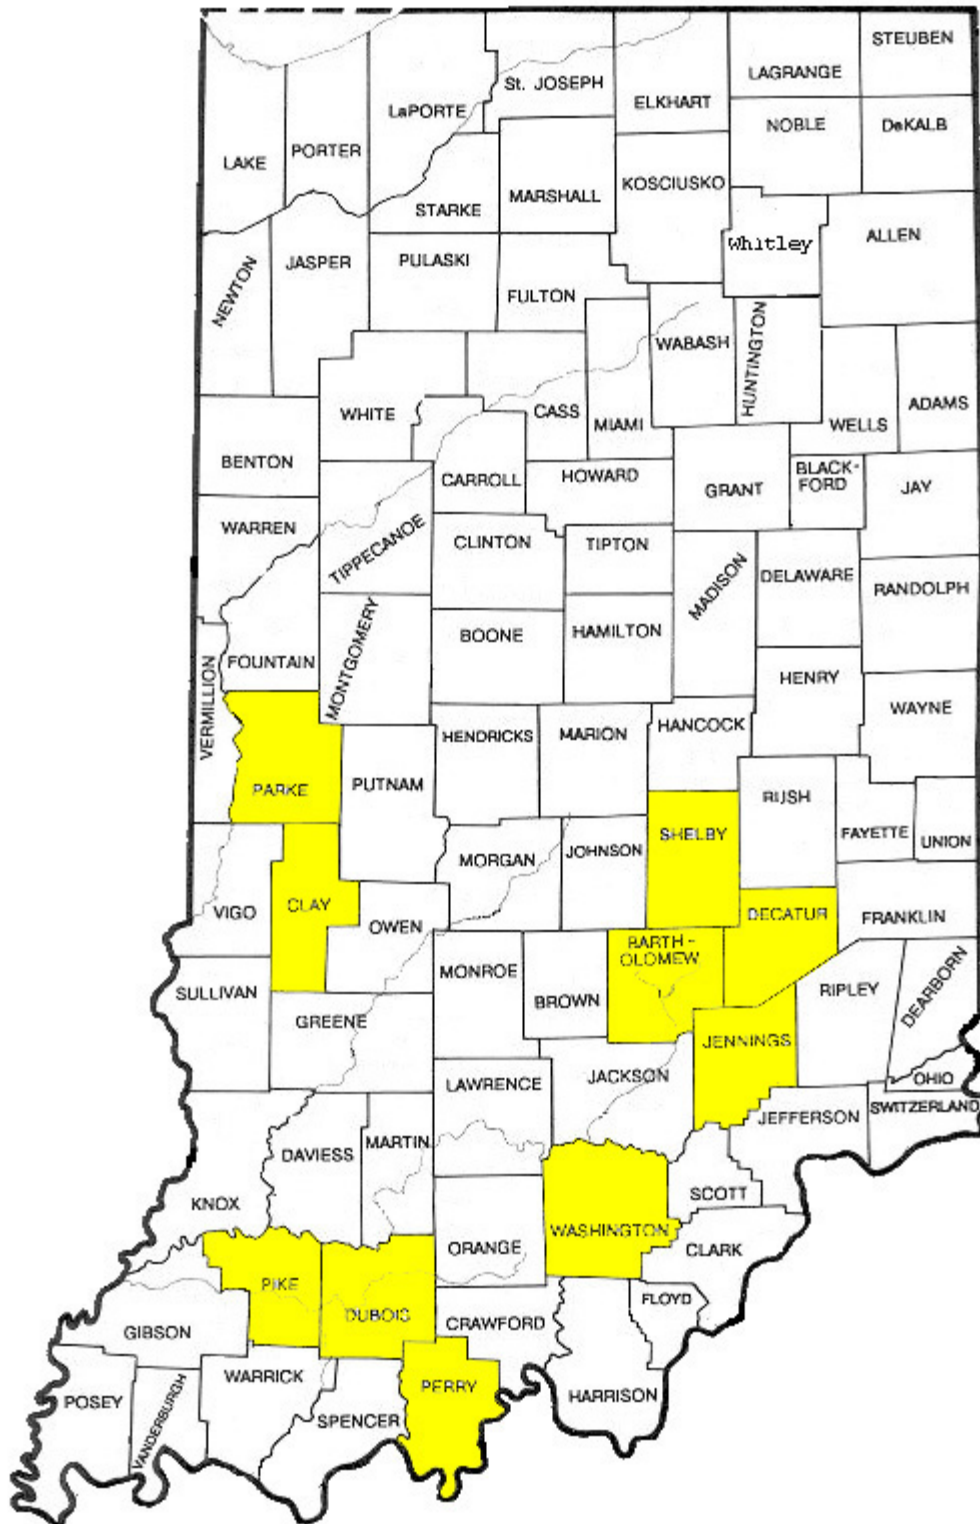 STEUBEN
LAGRANGE
St. JOSEPH
ELKHART
LaPORTE
NOBLE
DeKALB
PORTER
LAKE
KOSCIUSKO
MARSHALL
STARKE
ALLEN
Whitley
PULASKI
JASPER
NEWTON
FULTON
WABASH
HUNTINGTON
ADAMS
WHITE
CASS
MIAMI
WELLS
BENTON
CARROLL
HOWARD
GRANT
BLACK-
FORD
JAY
WARREN
TIPPECANOE
CLINTON
TIPTON
MADISON
DELAWARE
RANDOLPH
BOONE
HAMILTON
MONTGOMERY
FOUNTAIN
HENRY
VERMILLION
WAYNE
HENDRICKS
MARION
HANCOCK
PARKE
PUTNAM
RUSH
SHELBY
FAYETTE
UNION
MORGAN
JOHNSON
VIGO
CLAY
OWEN
DECATUR
FRANKLIN
BARTH-
OLOMEW
MONROE
BROWN
SULLIVAN
GREENE
RIPLEY
DEARBORN
JENNINGS
OHIO
LAWRENCE
JACKSON
JEFFERSON
SWITZERLAND
DAVIESS
MARTIN
KNOX
SCOTT
WASHINGTON
ORANGE
CLARK
PIKE
DUBOIS
FLOYD
GIBSON
CRAWFORD
WARRICK
PERRY
HARRISON
POSEY
VANDERBURGH
SPENCER